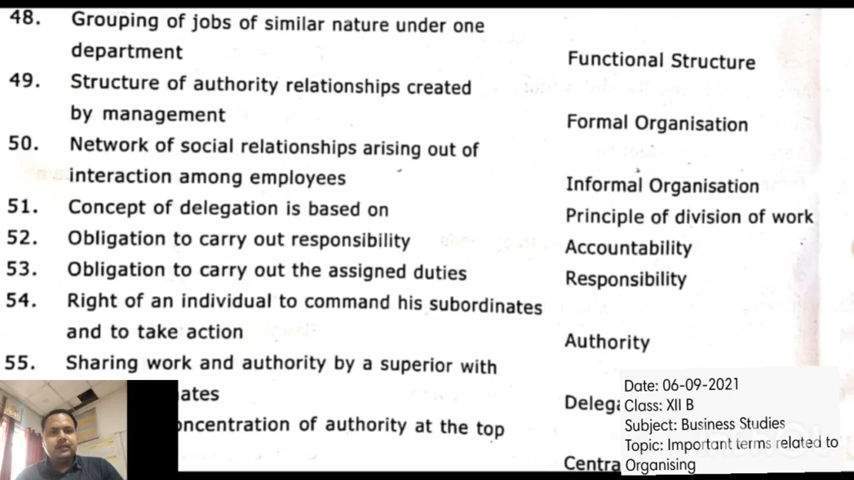 48. Grouping of jobs of similar nature under one
department Functional Structure
49. Structure of authority relationships created
by management Formal Organisation
50. Network of social relationships arising out of
interaction among employees Informal Organisation
51. Concept of delegation is based on Principle of division of work
52. Obligation to carry out responsibility Accountability
53. Obligation to carry out the assigned duties Responsibility
54. Right of an individual to command his subordinates
and to take action Authority
55. Sharing work and authority by a superior with
ates Deleg
oncentration of authority at the top
Centra
Date: 06-09-2021
Class: XII B
Subject: Business Studies
Topic: Important terms related to
Organising